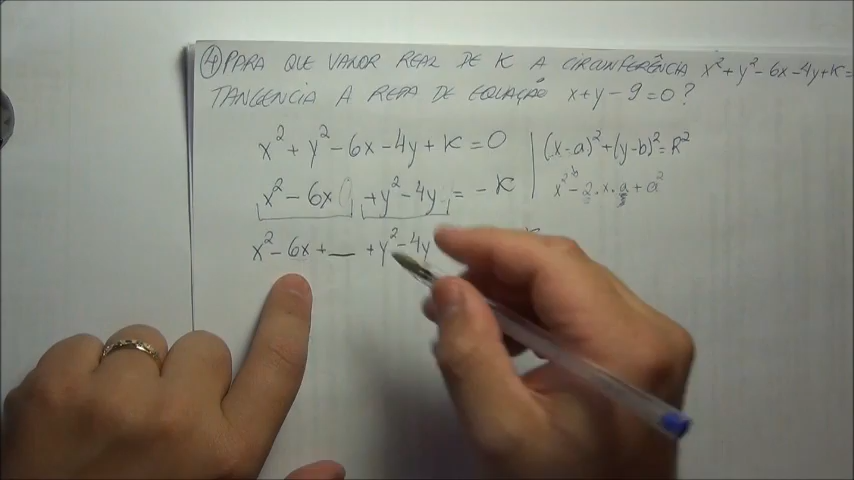 ④ PARA QUE VALOR REAL DE K A CIRCUNFERÊNCIA x² + y² - 6x - 4y + K =
TANGENCIA A RETA DE EQUAÇÃO x + y - 9 = 0 ?
x² + y² - 6x - 4y + K = 0
(x - a)² + (y - b)² = R²
x² - 2 . x . a + a²
x² - 6x + y² - 4y = - K
x² - 6x + __ + y² - 4y